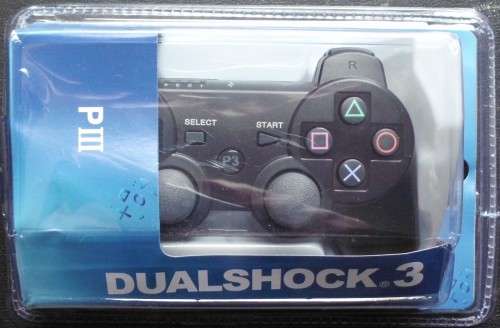 PIII
R
SELECT
START
P3
DUALSHOCK® 3